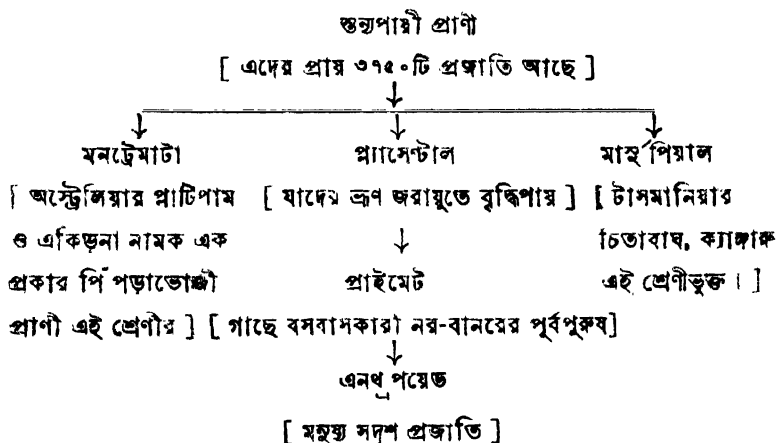 স্তন্যপায়ী প্রাণী
[ এদের প্রায় ৩৭৫০টি প্রজাতি আছে ]
মনট্রেমাটা প্ল্যাসেন্টাল মার্সুপিয়াল
[ অস্ট্রেলিয়ার প্লাটিপাম [ যাদের ভ্রূণ জরায়ুতে বৃদ্ধিপায় ] [ টাসমানিয়ার
ও একিড়না নামক এক চিতাবাঘ, ক্যাঙ্গারু
প্রকার পিঁপড়াভোজী প্রাইমেট এই শ্রেণীভুক্ত । ]
প্রাণী এই শ্রেণীর ] [ গাছে বসবাসকারী নর-বানরের পূর্বপুরুষ]
এনথ্রপয়েড
[ মনুষ্য সদৃশ প্রজাতি ]